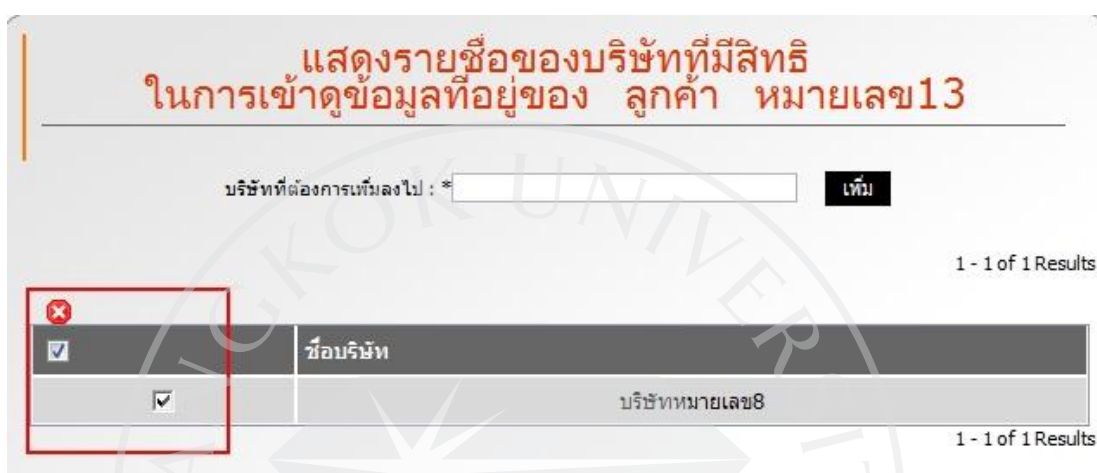 แสดงรายชื่อของบริษัทที่มีสิทธิ
ในการเข้าดูข้อมูลที่อยู่ของ ลูกค้า หมายเลข13
บริษัทที่ต้องการเพิ่มลงไป : * เพิ่ม
1 - 1 of 1 Results
ชื่อบริษัท
บริษัทหมายเลข8
1 - 1 of 1 Results